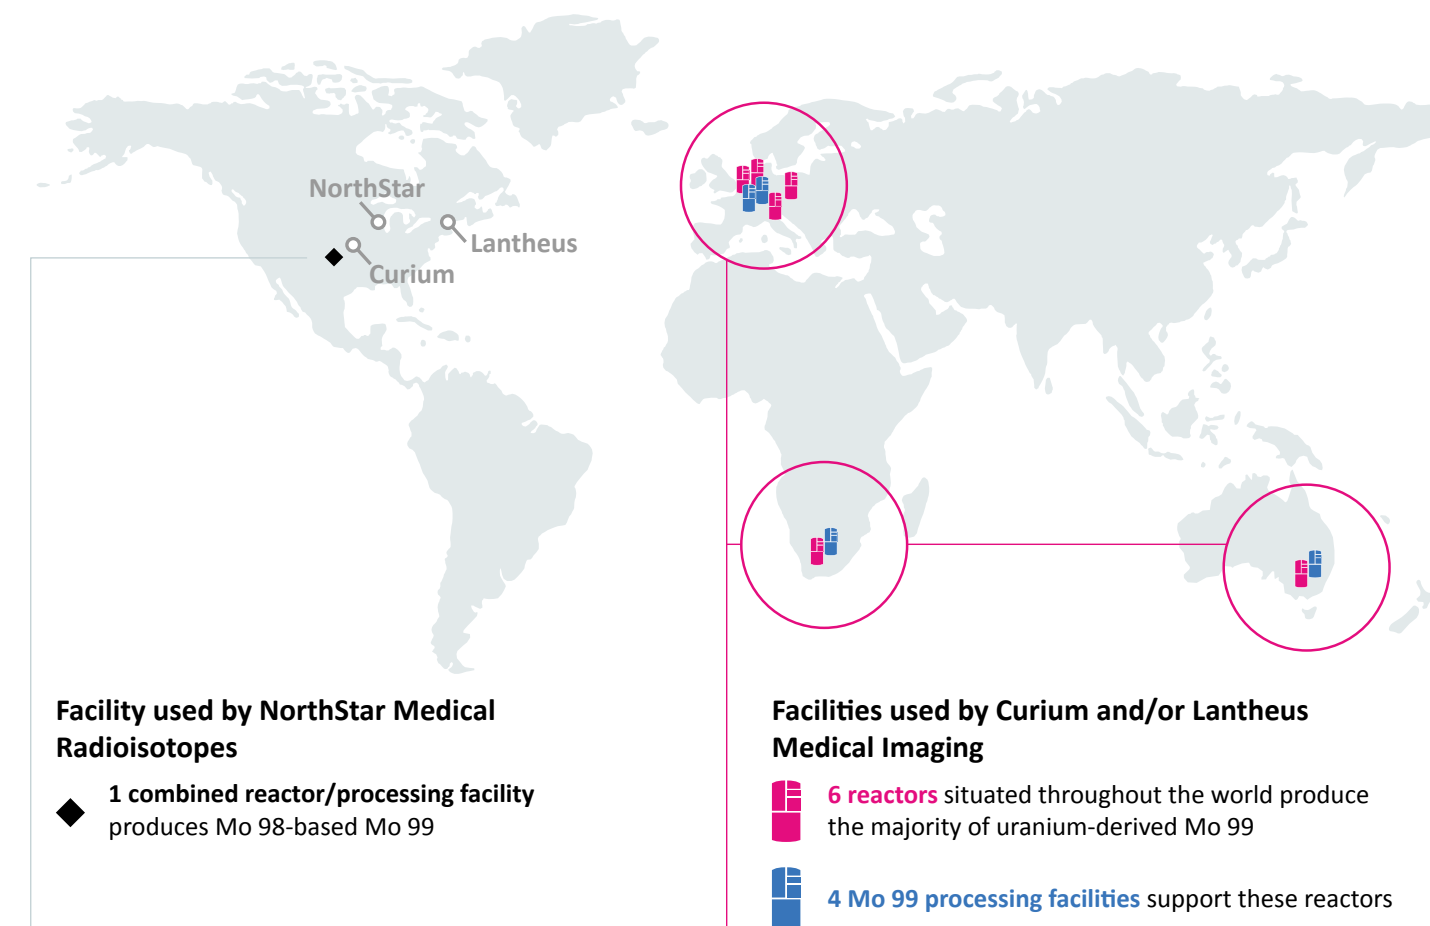 NorthStar
Lantheus
Curium
Facility used by NorthStar Medical
Radioisotopes
1 combined reactor/processing facility
produces Mo 98-based Mo 99
Facilities used by Curium and/or Lantheus
Medical Imaging
6 reactors situated throughout the world produce
the majority of uranium-derived Mo 99
4 Mo 99 processing facilities support these reactors